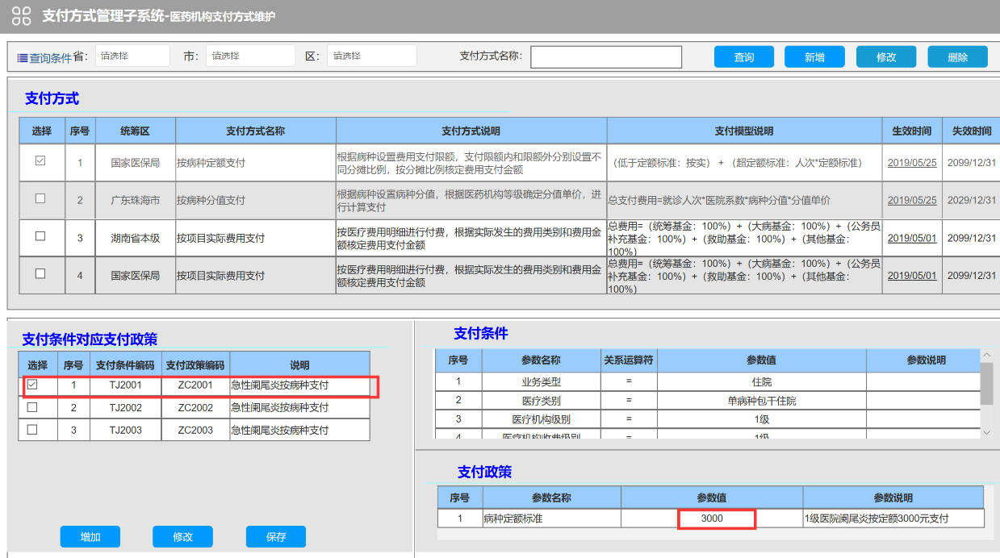 支付方式管理子系统-医药机构支付方式维护
查询条件 省： 请选择 市： 请选择 区： 请选择 支付方式名称： 查询 新增 修改 删除
支付方式
选择 序号 统筹区 支付方式名称 支付方式说明 支付模型说明 生效时间 失效时间
1 国家医保局 按病种定额支付 根据病种设置费用支付限额，支付限额内和限额外分别设置不
同分摊比例，按分摊比例核定费用支付金额
（低于定额标准：按实）+（超定额标准：人次*定额标准） 2019/05/25 2099/12/31
2 广东珠海市 按病种分值支付 根据病种设置病种分值，根据医药机构等级确定分值单价，进
行计算支付
总支付费用=就诊人次*医院系数*病种分值*分值单价 2019/05/25 2029/12/31
3 湖南省本级 按项目实际费用支付 按医疗费用明细进行付费，根据实际发生的费用类别和费用金
额核定费用支付金额
总费用=（统筹基金：100%）+（大病基金：100%）+（公务员
补充基金：100%）+（救助基金：100%）+（其他基金：
100%）
2019/05/01 2099/12/31
4 国家医保局 按项目实际费用支付 按医疗费用明细进行付费，根据实际发生的费用类别和费用金
额核定费用支付金额
总费用=（统筹基金：100%）+（大病基金：100%）+（公务员
补充基金：100%）+（救助基金：100%）+（其他基金：
100%）
2019/05/01 2099/12/31
支付条件对应支付政策
选择 序号 支付条件编码 支付政策编码 说明
1 TJ2001 ZC2001 急性阑尾炎按病种支付
2 TJ2002 ZC2002 急性阑尾炎按病种支付
3 TJ2003 ZC2003 急性阑尾炎按病种支付
增加 修改 保存
支付条件
序号 参数名称 关系运算符 参数值 参数说明
1 业务类型 = 住院
2 医疗类别 = 单病种包干住院
3 医疗机构级别 = 1级
4 医疗机构收费级别 = 1级
支付政策
序号 参数名称 参数值 参数说明
1 病种定额标准 3000 1级医院阑尾炎按定额3000元支付